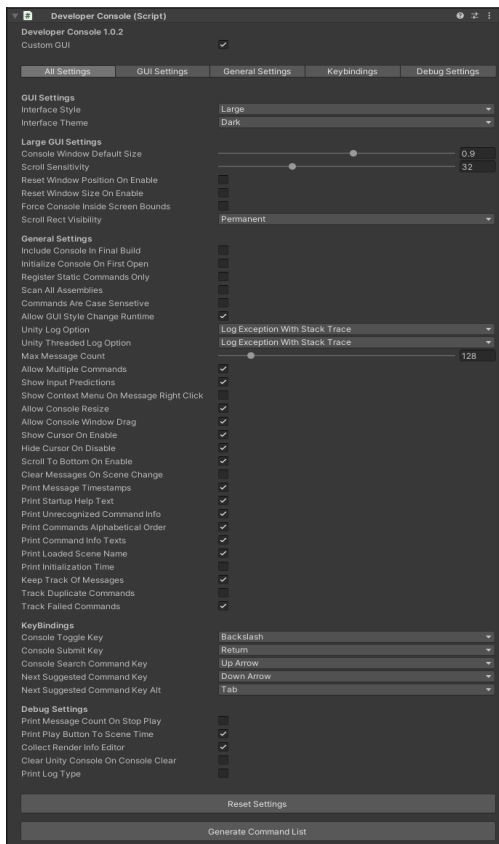 Developer Console (Script)
Developer Console 1.0.2
Custom GUI
All Settings GUI Settings General Settings Keybindings Debug Settings
GUI Settings
Interface Style Large
Interface Theme Dark
Large GUI Settings
Console Window Default Size 0.9
Scroll Sensitivity 32
Reset Window Position On Enable
Reset Window Size On Enable
Force Console Inside Screen Bounds
Scroll Rect Visibility Permanent
General Settings
Include Console In Final Build
Initialize Console On First Open
Register Static Commands Only
Scan All Assemblies
Commands Are Case Sensetive
Allow GUI Style Change Runtime
Unity Log Option Log Exception With Stack Trace
Unity Threaded Log Option Log Exception With Stack Trace
Max Message Count 128
Allow Multiple Commands
Show Input Predictions
Show Context Menu On Message Right Click
Allow Console Resize
Allow Console Window Drag
Show Cursor On Enable
Hide Cursor On Disable
Scroll To Bottom On Enable
Clear Messages On Scene Change
Print Message Timestamps
Print Startup Help Text
Print Unrecognized Command Info
Print Commands Alphabetical Order
Print Command Info Texts
Print Loaded Scene Name
Print Initialization Time
Keep Track Of Messages
Track Duplicate Commands
Track Failed Commands
KeyBindings
Console Toggle Key Backslash
Console Submit Key Return
Console Search Command Key Up Arrow
Next Suggested Command Key Down Arrow
Next Suggested Command Key Alt Tab
Debug Settings
Print Message Count On Stop Play
Print Play Button To Scene Time
Collect Render Info Editor
Clear Unity Console On Console Clear
Print Log Type
Reset Settings
Generate Command List